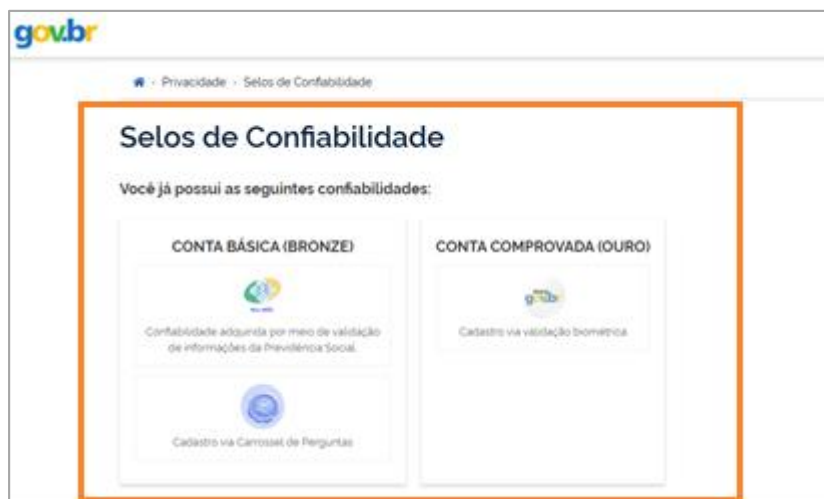 gov.br
Privacidade Selos de Confiabilidade
Selos de Confiabilidade
Você já possui as seguintes confiabilidades:
CONTA BÁSICA (BRONZE)
Confiabilidade adquirida por meio de validação
de informações da Previdência Social.
Cadastro via Carrossel de Perguntas
CONTA COMPROVADA (OURO)
gov.br
Cadastro via validação biométrica